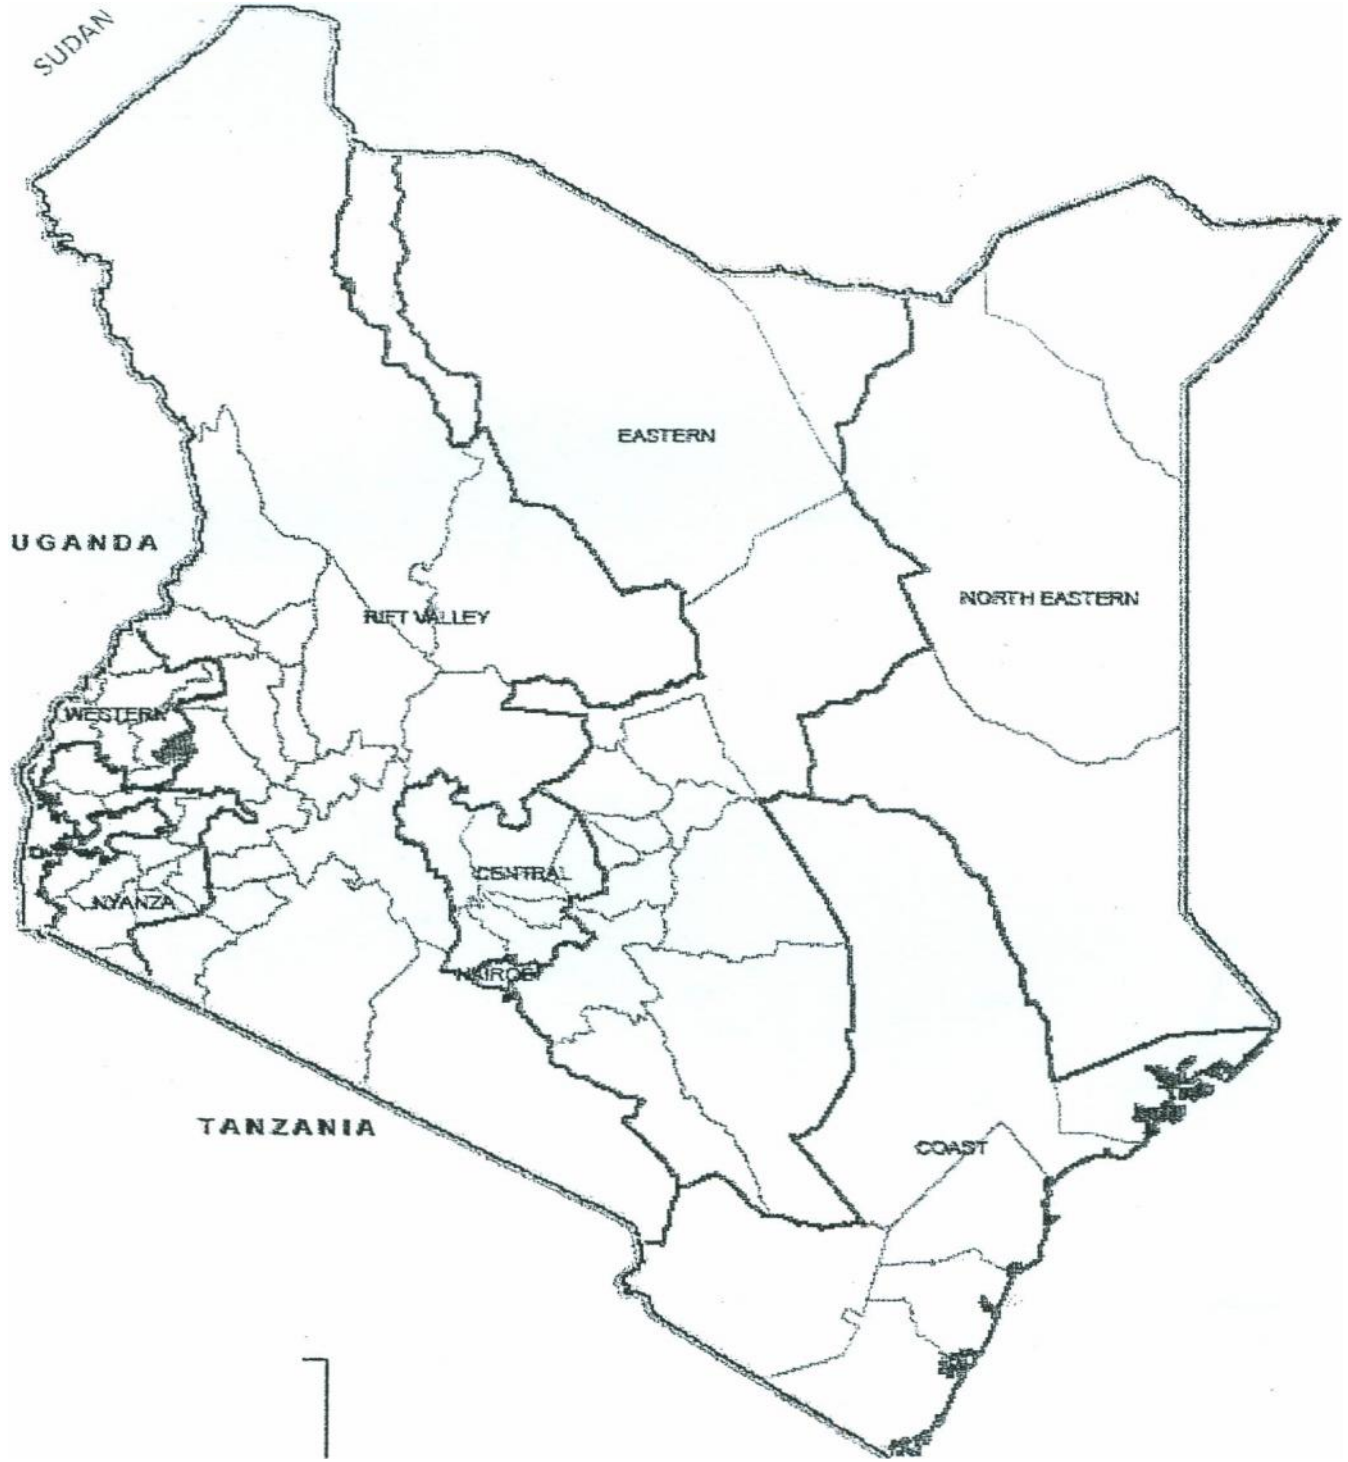 SUDAN
EASTERN
UGANDA
NORTH EASTERN
RIFT VALLEY
WESTERN
CENTRAL
NYANZA
NAIROBI
TANZANIA
COAST